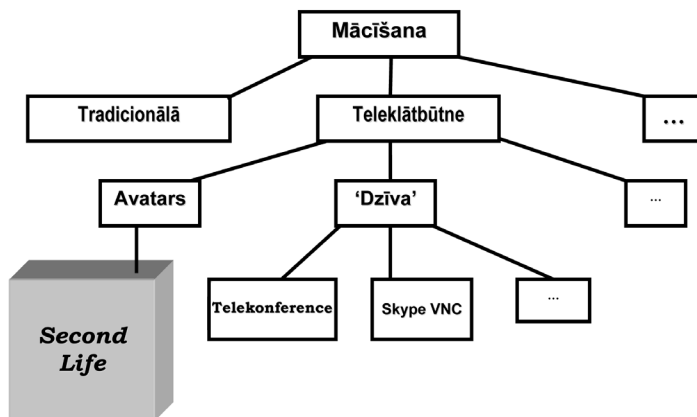 Mācīšana
Tradicionālā
Teleklātbūtne
...
Avatars
‘Dzīva’
...
Telekonference
Skype VNC
...
Second
Life